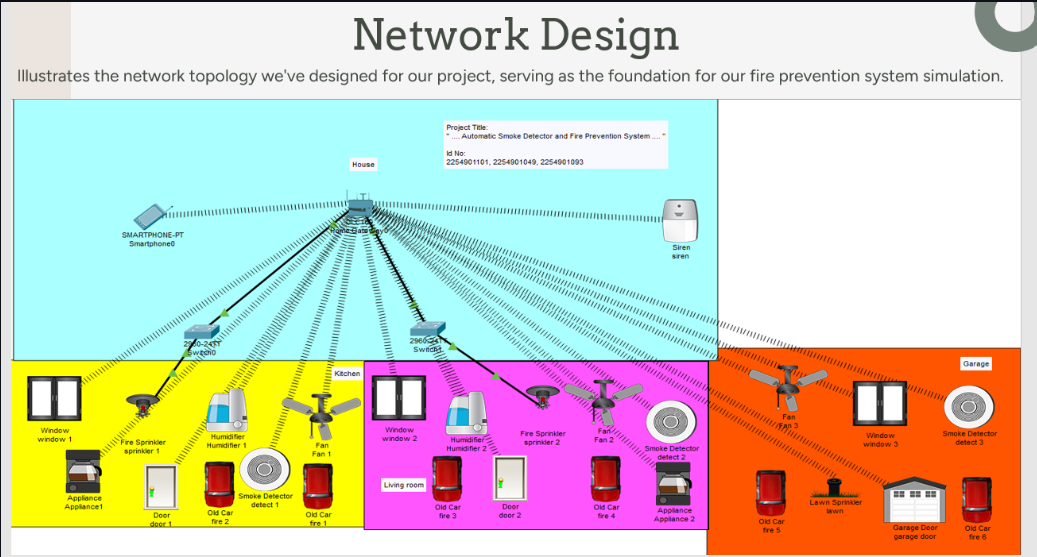 Network Design
Illustrates the network topology we've designed for our project, serving as the foundation for our fire prevention system simulation.
Project Title:
" .... Automatic Smoke Detector and Fire Prevention System .... "
Id No:
2254901101, 2254901049, 2254901093
House
SMARTPHONE-PT
Smartphone0
Home Gateway0
Siren
siren
2960-24TT
Switch0
2960-24TT
Switch1
Kitchen
Window
window 1
Fire Sprinkler
sprinkler 1
Humidifier
Humidifier 1
Fan
Fan 1
Appliance
Appliance1
Door
door 1
Old Car
fire 2
Smoke Detector
detect 1
Old Car
fire 1
Window
window 2
Humidifier
Humidifier 2
Fire Sprinkler
sprinkler 2
Fan
Fan 2
Smoke Detector
detect 2
Living room
Old Car
fire 3
Door
door 2
Old Car
fire 4
Appliance
Appliance 2
Garage
Fan
Fan 3
Window
window 3
Smoke Detector
detect 3
Old Car
fire 5
Lawn Sprinkler
lawn
Garage Door
garage door
Old Car
fire 6